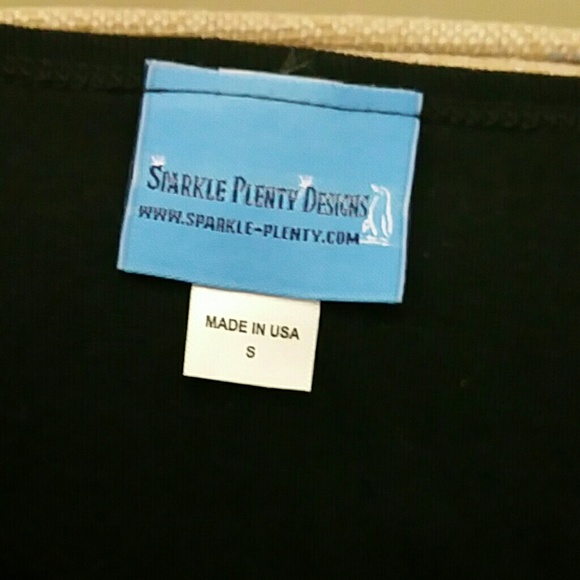 SPARKLE PLENTY DESIGNS
WWW.SPARKLE-PLENTY.COM
MADE IN USA
S